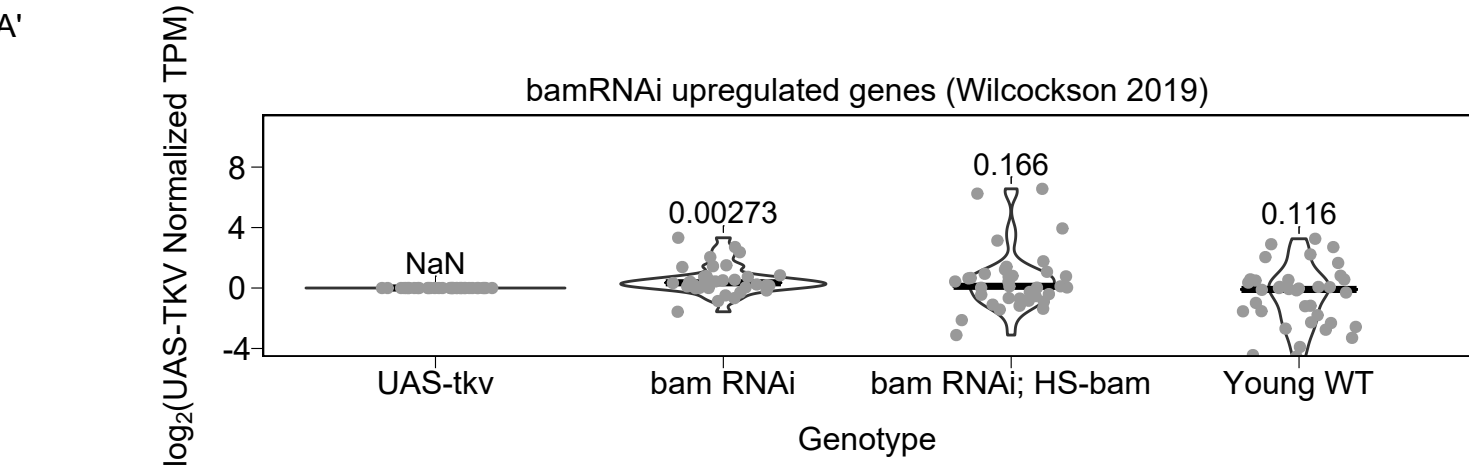 A'
log₂(UAS-TKV Normalized TPM)
bamRNAi upregulated genes (Wilcockson 2019)
8
4
0
-4
NaN
0.00273
0.166
0.116
UAS-tkv
bam RNAi
bam RNAi; HS-bam
Young WT
Genotype